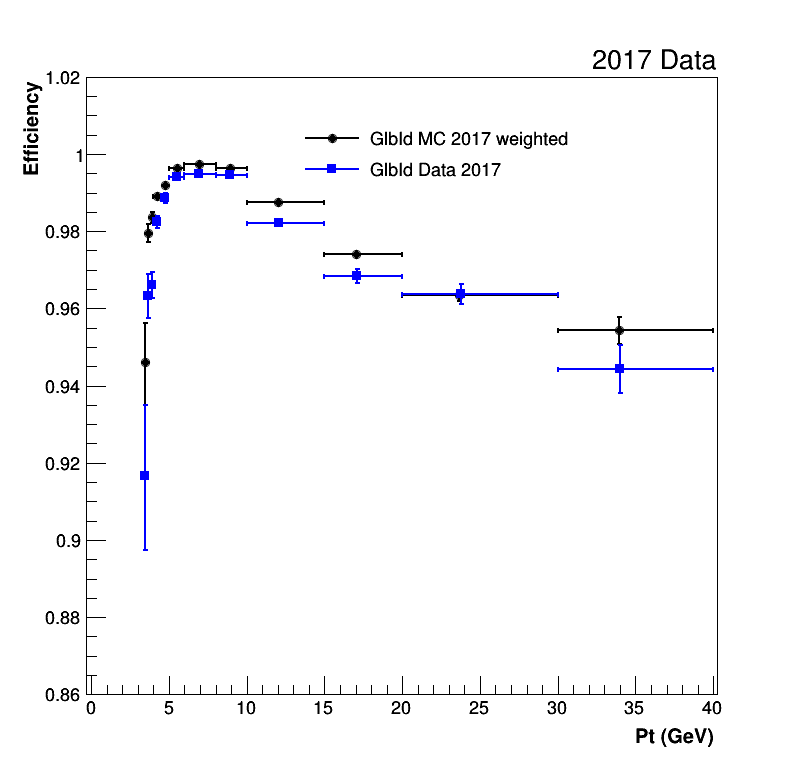 2017 Data
Efficiency
1.02
1
0.98
0.96
0.94
0.92
0.9
0.88
0.86
GlbId MC 2017 weighted
GlbId Data 2017
0 5 10 15 20 25 30 35 40
Pt (GeV)